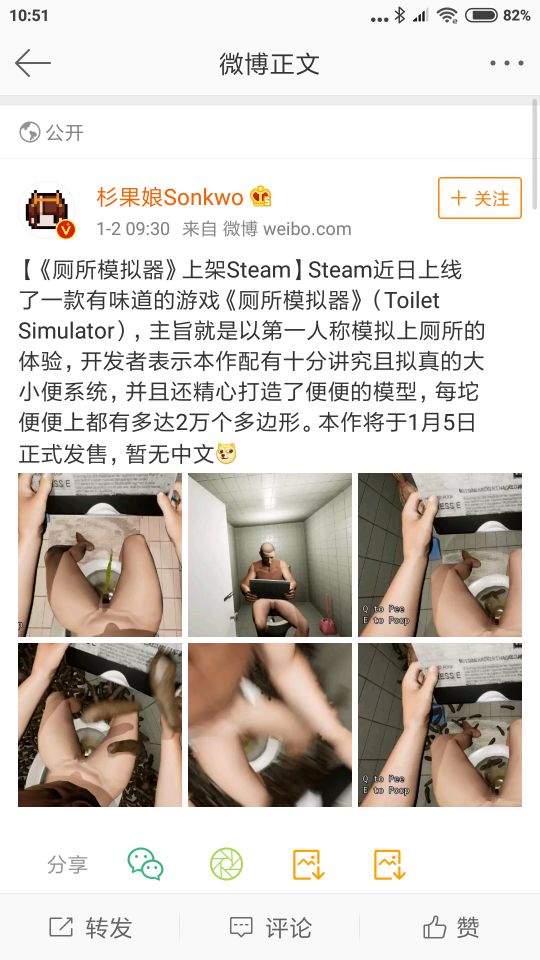 10:51
82%
微博正文
公开
杉果娘Sonkwo
+ 关注
1-2 09:30 来自 微博 weibo.com
【《厕所模拟器》上架Steam】Steam近日上线
了一款有味道的游戏《厕所模拟器》（Toilet
Simulator），主旨就是以第一人称模拟上厕所的
体验，开发者表示本作配有十分讲究且拟真的大
小便系统，并且还精心打造了便便的模型，每坨
便便上都有多达2万个多边形。本作将于1月5日
正式发售，暂无中文
Q to Pee
E to Poop
Q to Pee
E to Poop
分享
转发
评论
赞